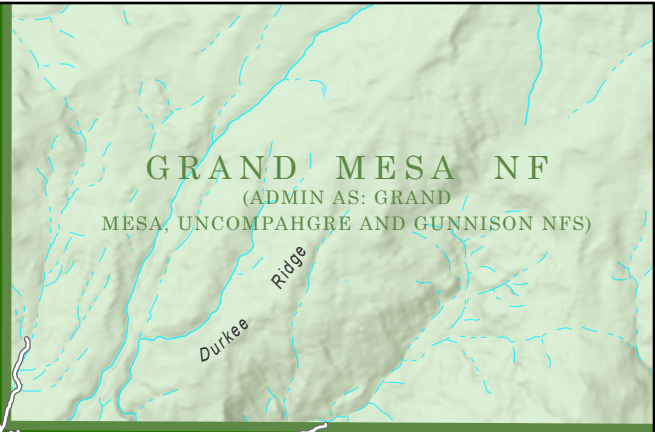 GRAND MESA NF
(ADMIN AS: GRAND
MESA, UNCOMPAHGRE AND GUNNISON NFS)
Durkee Ridge